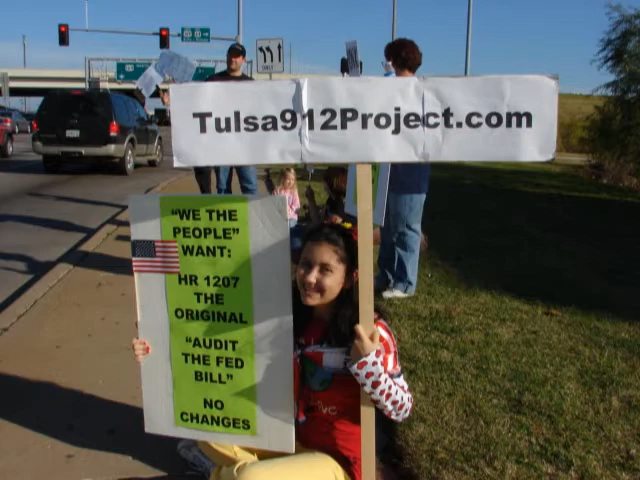 ONLY
Tulsa912Project.com
"WE THE
PEOPLE"
WANT:
HR 1207
THE
ORIGINAL
"AUDIT
THE FED
BILL"
NO
CHANGES